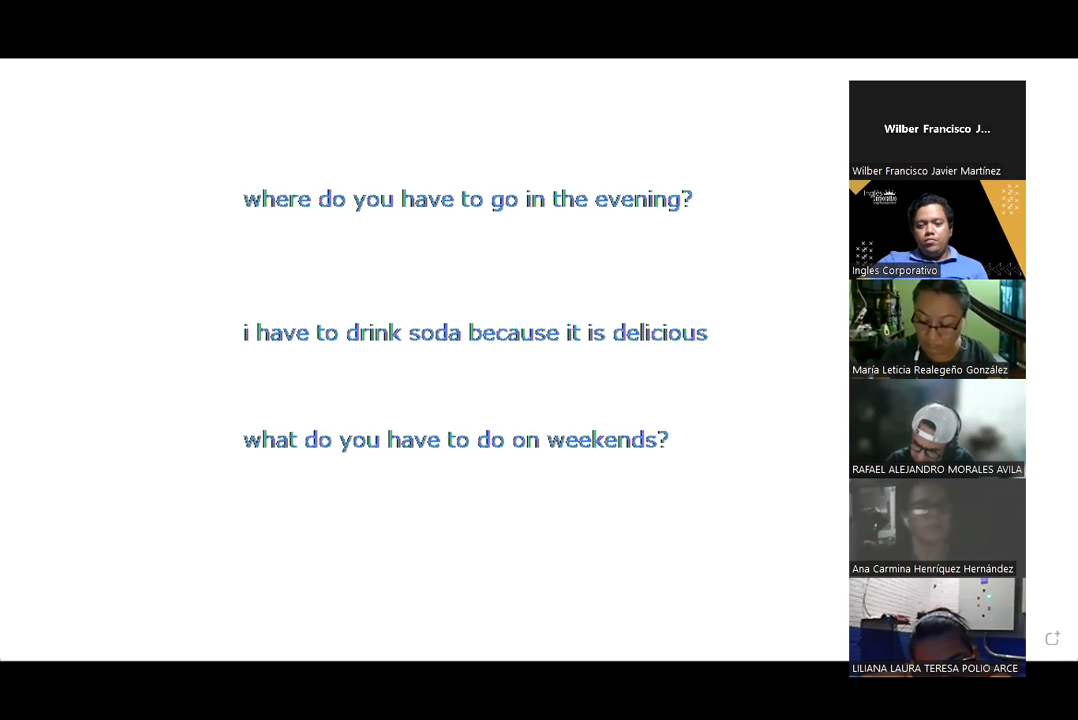 where do you have to go in the evening?
i have to drink soda because it is delicious
what do you have to do on weekends?
Wilber Francisco J...
Wilber Francisco Javier Martínez
Inglés
Corporativo
Ingles Corporativo
María Leticia Realegeño González
RAFAEL ALEJANDRO MORALES AVILA
Ana Carmina Henríquez Hernández
LILIANA LAURA TERESA POLIO ARCE